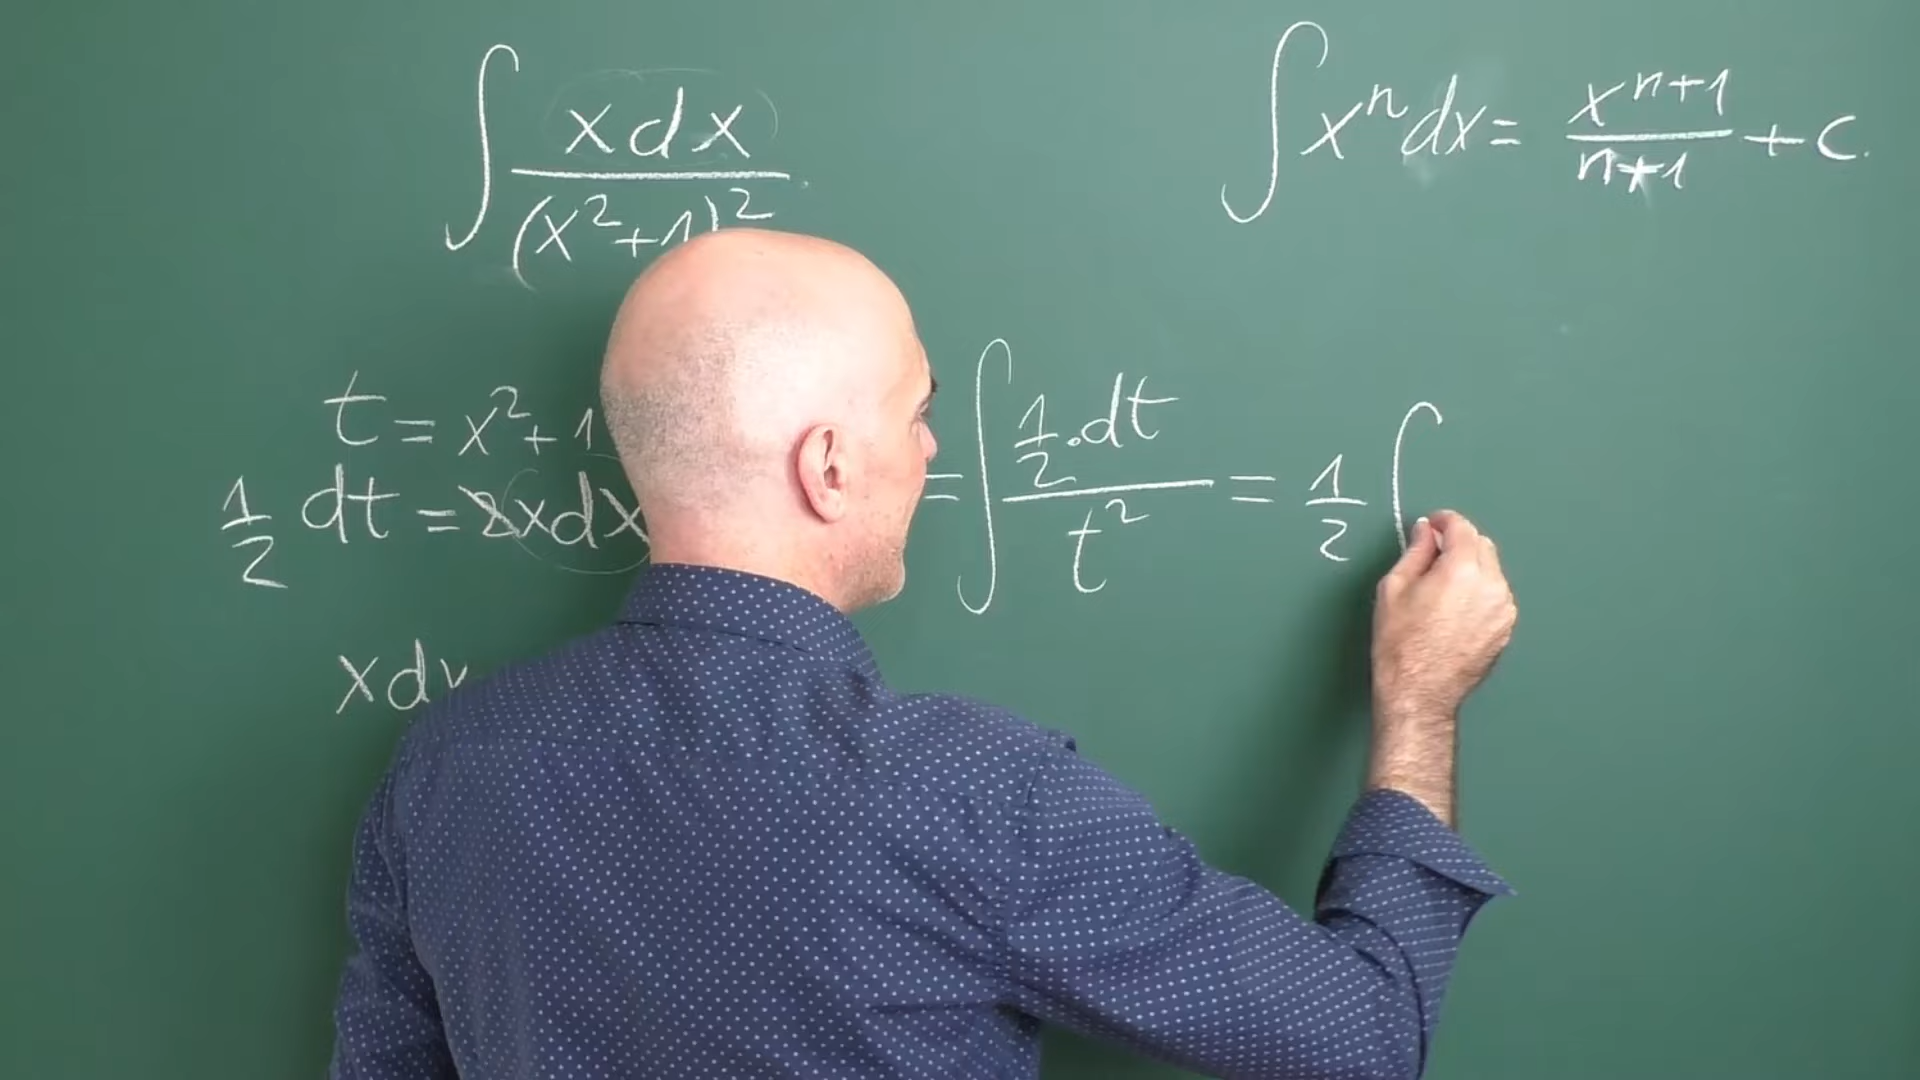 ∫ x dx / (x² + 1)²
∫ xⁿ dx = xⁿ⁺¹ / n+1 + C
t = x² + 1
1/2 dt = 2x dx
= ∫ 1/2 · dt / t² = 1/2 ∫
x d